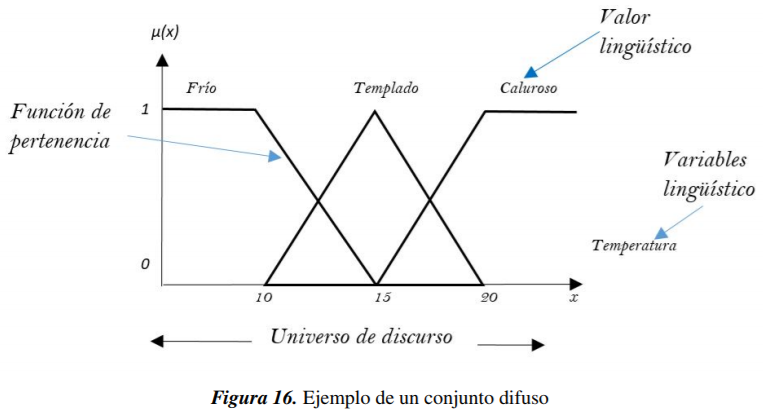 Valor
lingüístico
μ(x)
Frío
Templado
Caluroso
Función de
pertenencia
1
Variables
lingüístico
Temperatura
0
10
15
20
x
Universo de discurso
Figura 16. Ejemplo de un conjunto difuso